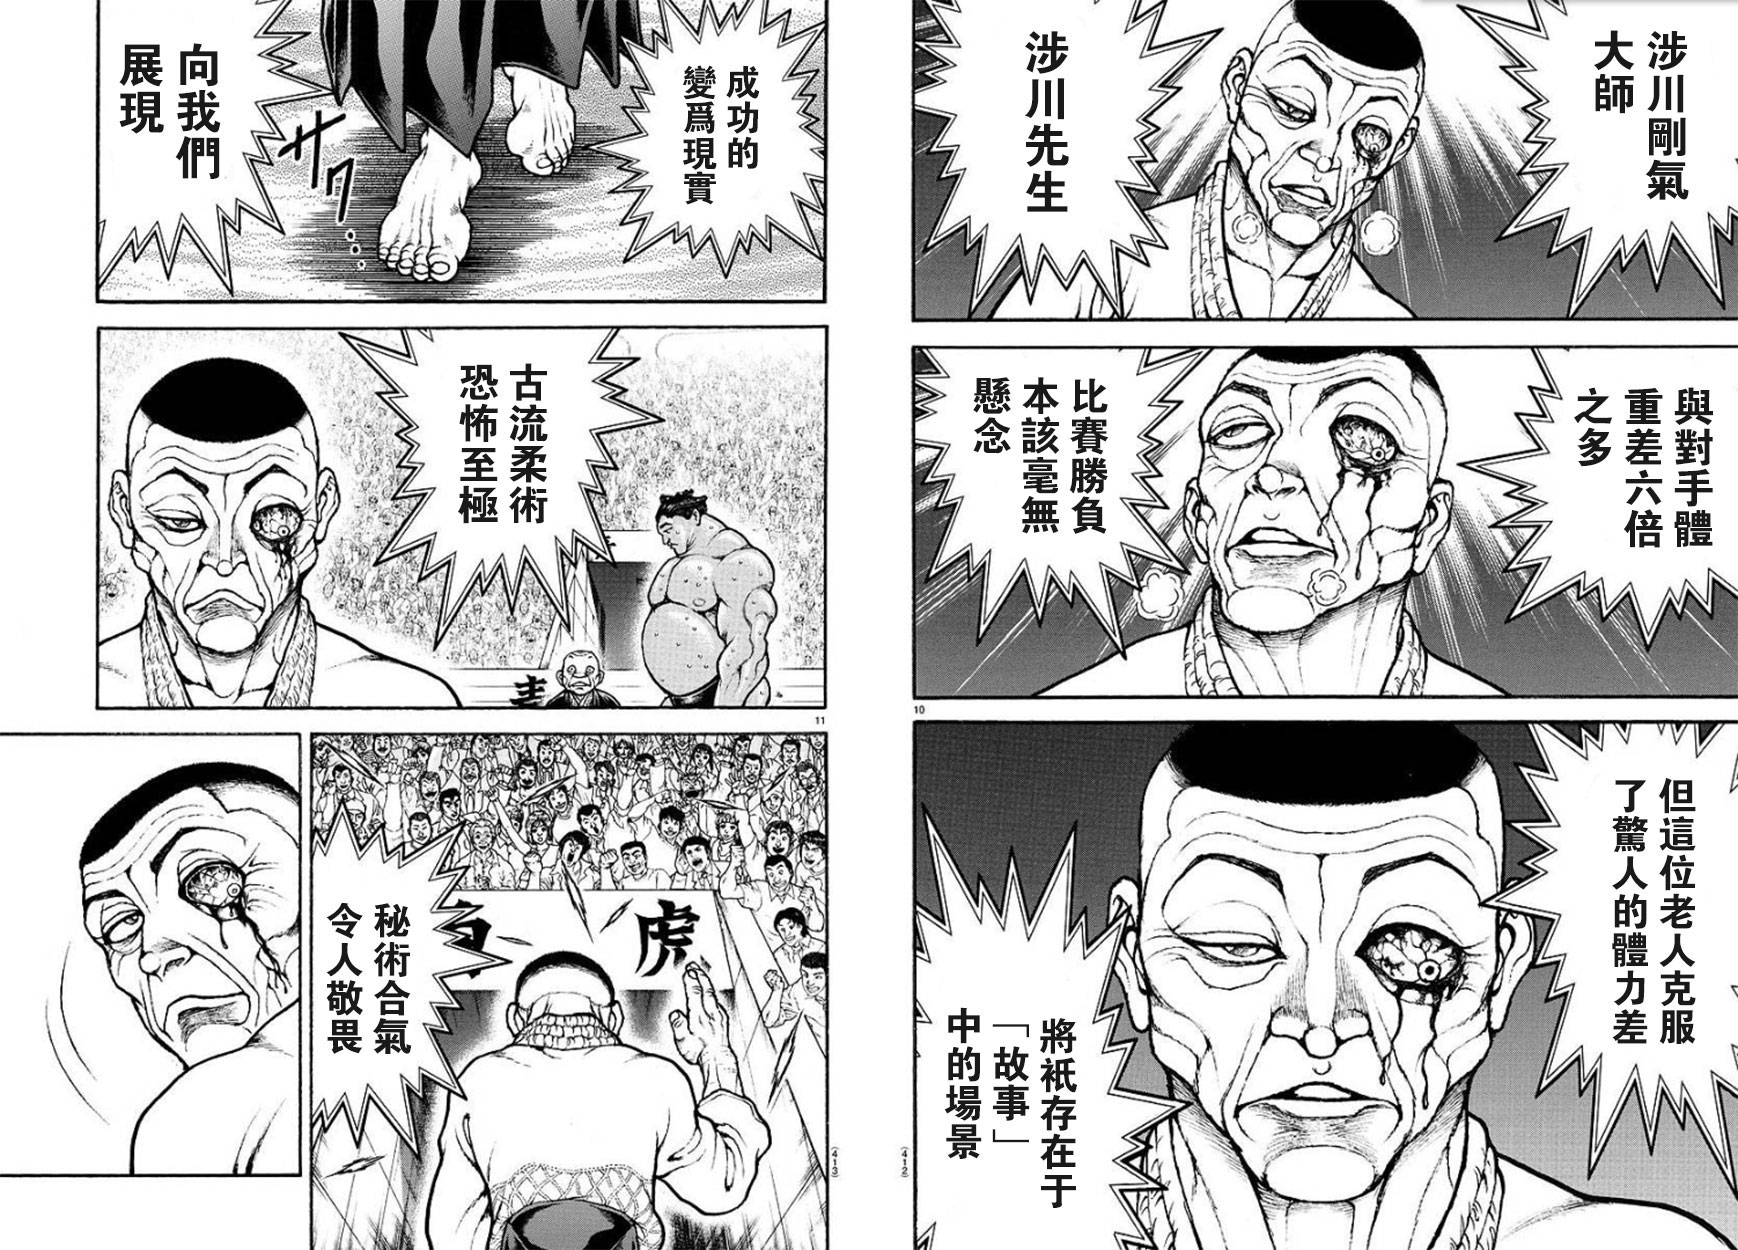 涉川剛氣
大師
涉川先生
與對手體
重差六倍
之多
比賽勝負
本該毫無
懸念
10
但這位老人克服
了驚人的體力差
將祇存在于
「故事」
中的場景
(412)
成功的
變爲現實
ザク
向我們
展現
古流柔術
恐怖至極
11
虎
秘術合氣
令人敬畏
(413)